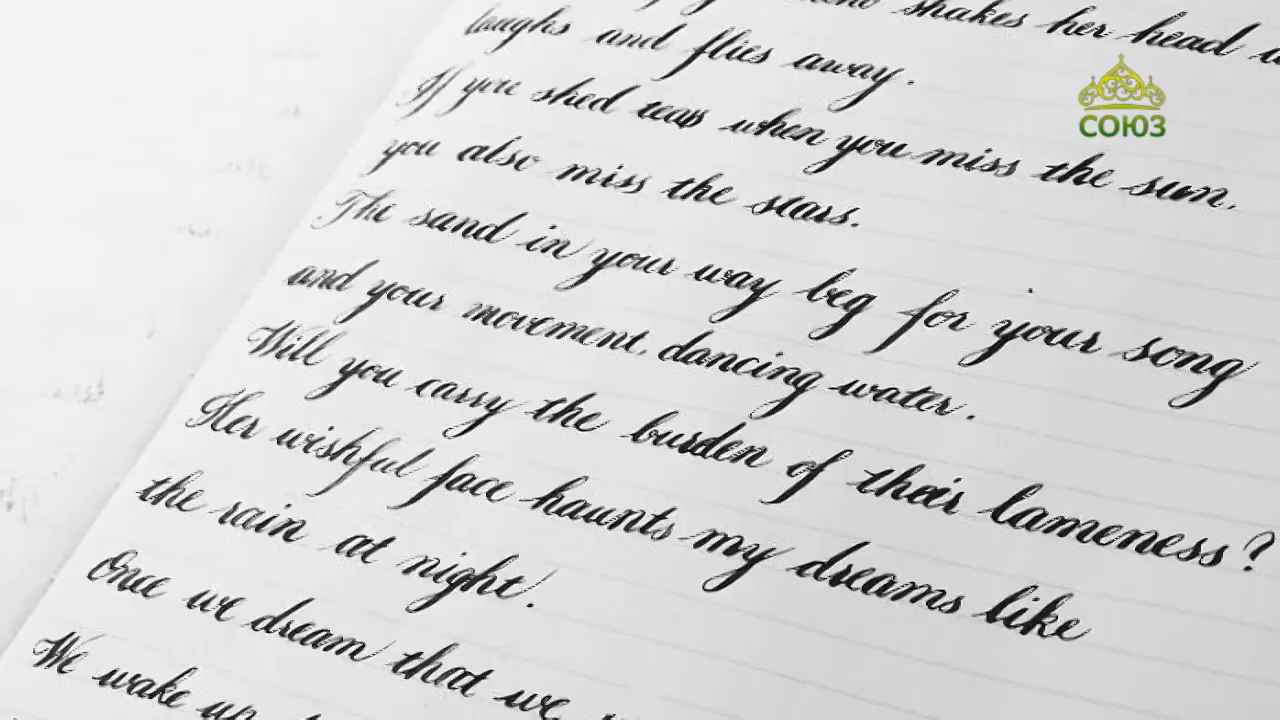 shakes her head
laughs and flies away.
If you shed tears when you miss the sun,
you also miss the stars.
The sand in your way beg for your song
and your movement, dancing water.
Will you carry the burden of their lameness?
Her wishful face haunts my dreams like
the rain at night.
Once we dream that we
We wake up
СОЮЗ